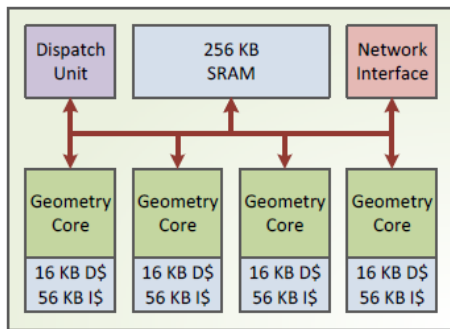 Dispatch
Unit
256 KB
SRAM
Network
Interface
Geometry
Core
16 KB D$
56 KB I$
Geometry
Core
16 KB D$
56 KB I$
Geometry
Core
16 KB D$
56 KB I$
Geometry
Core
16 KB D$
56 KB I$